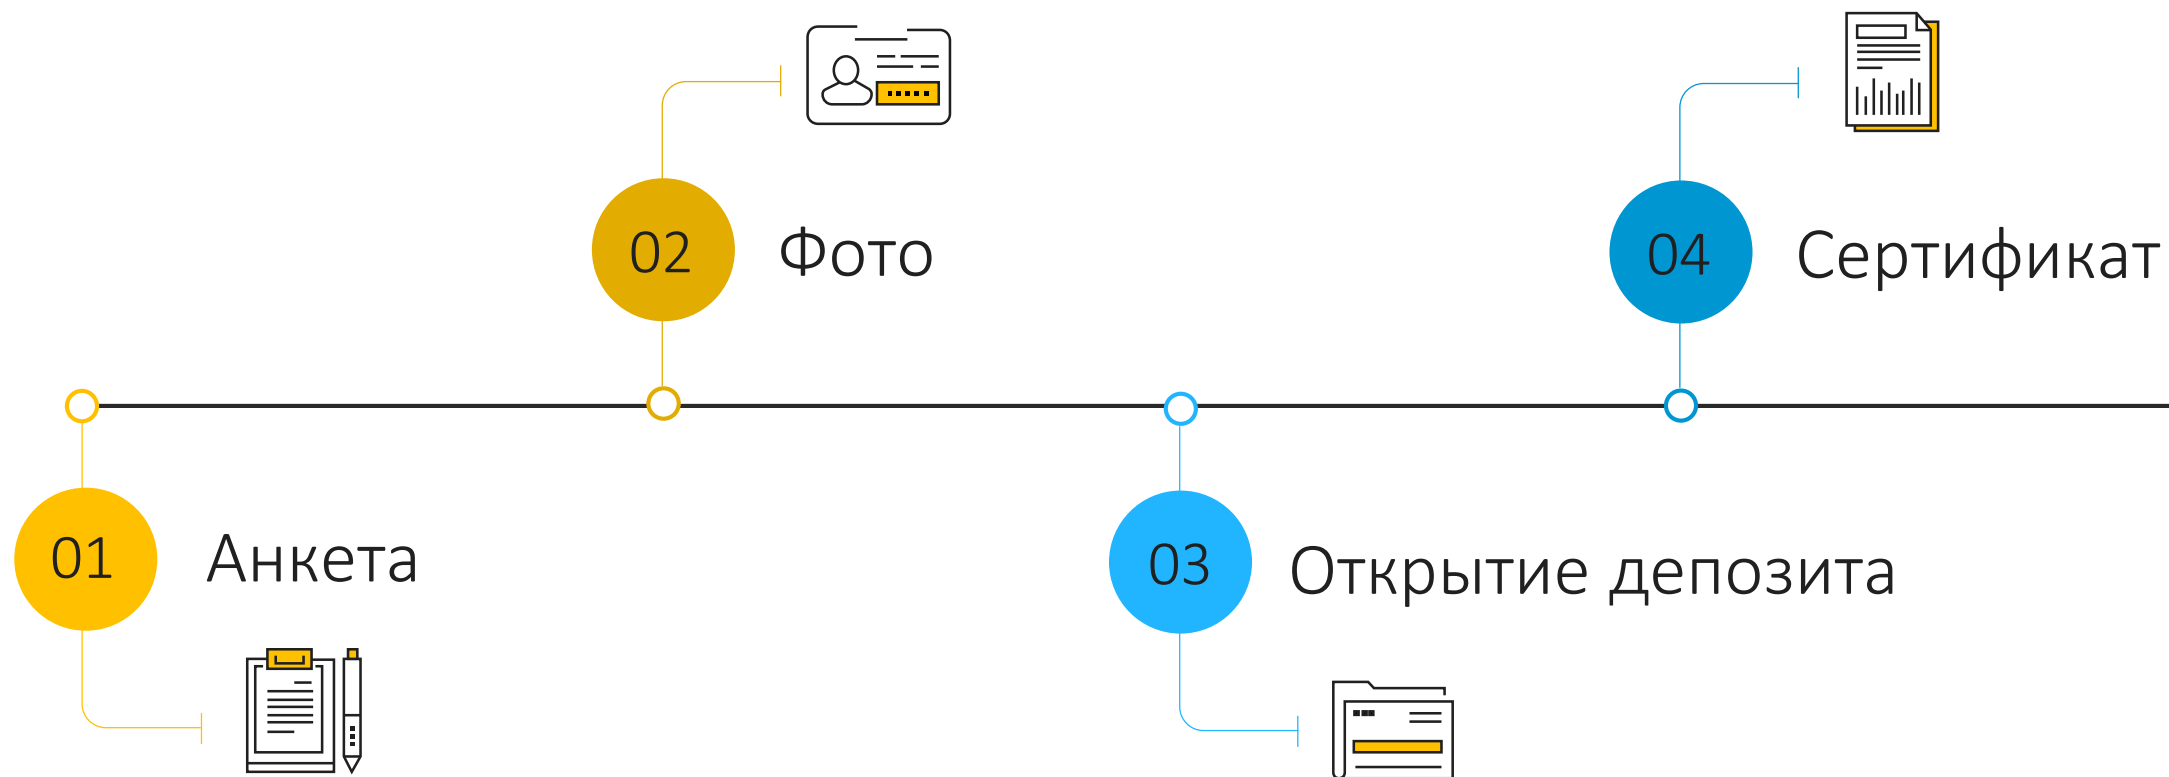 01
Анкета
02
Фото
03
Открытие депозита
04
Сертификат